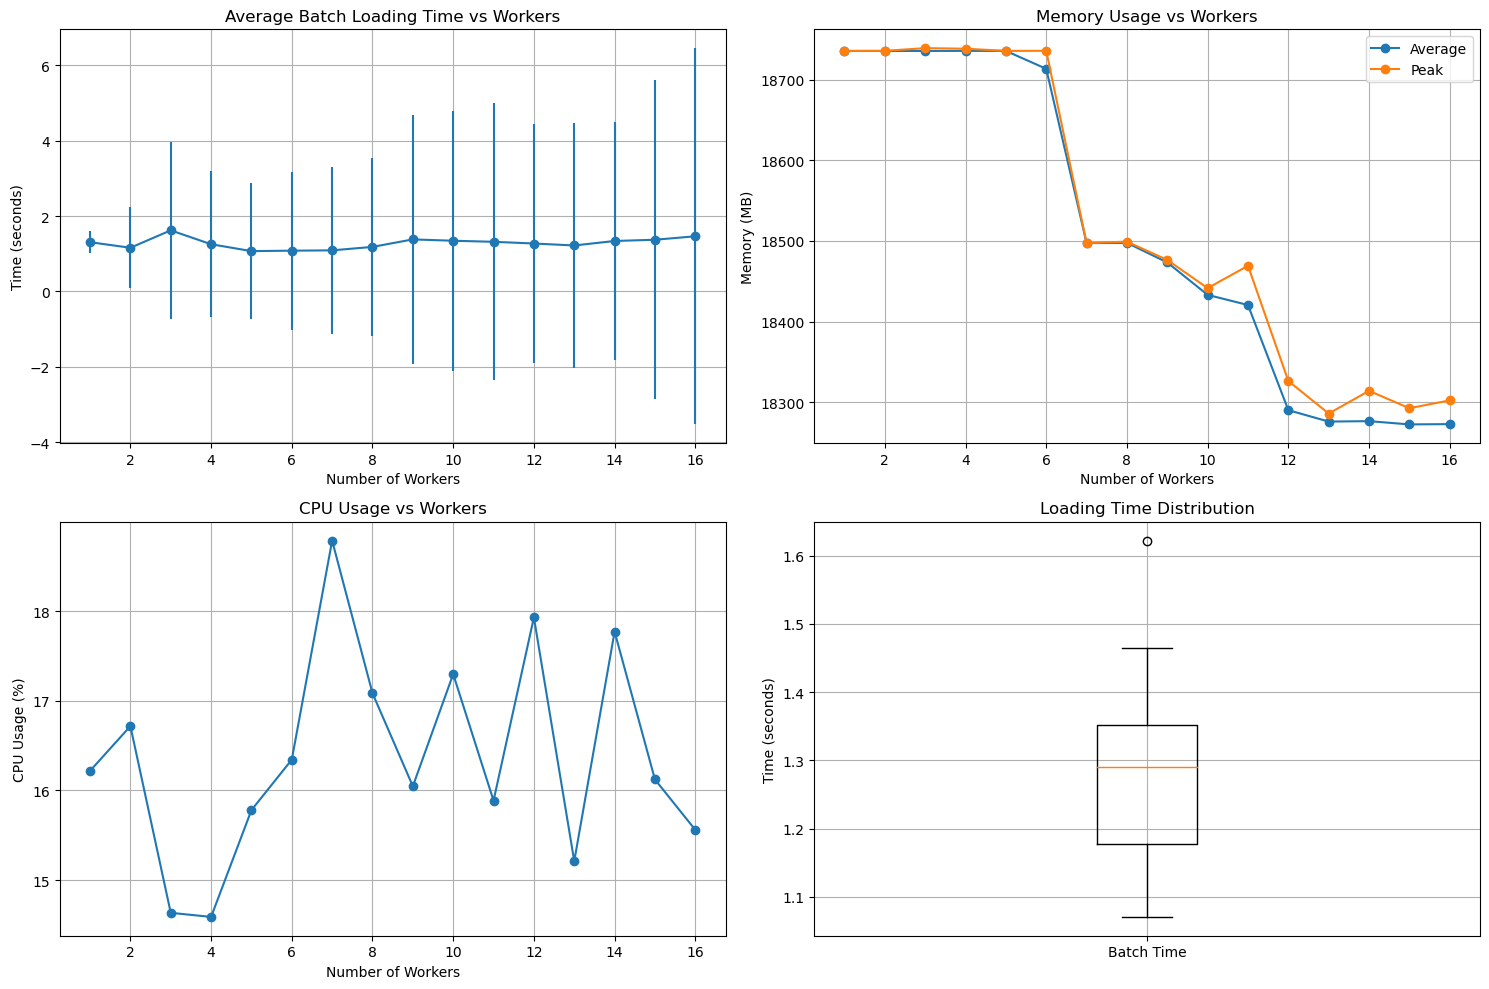 Average Batch Loading Time vs Workers
Time (seconds)
6
4
2
0
−2
−4
2 4 6 8 10 12 14 16
Number of Workers
Memory Usage vs Workers
Memory (MB)
18700
18600
18500
18400
18300
Average
Peak
2 4 6 8 10 12 14 16
Number of Workers
CPU Usage vs Workers
CPU Usage (%)
18
17
16
15
2 4 6 8 10 12 14 16
Number of Workers
Loading Time Distribution
Time (seconds)
1.6
1.5
1.4
1.3
1.2
1.1
Batch Time